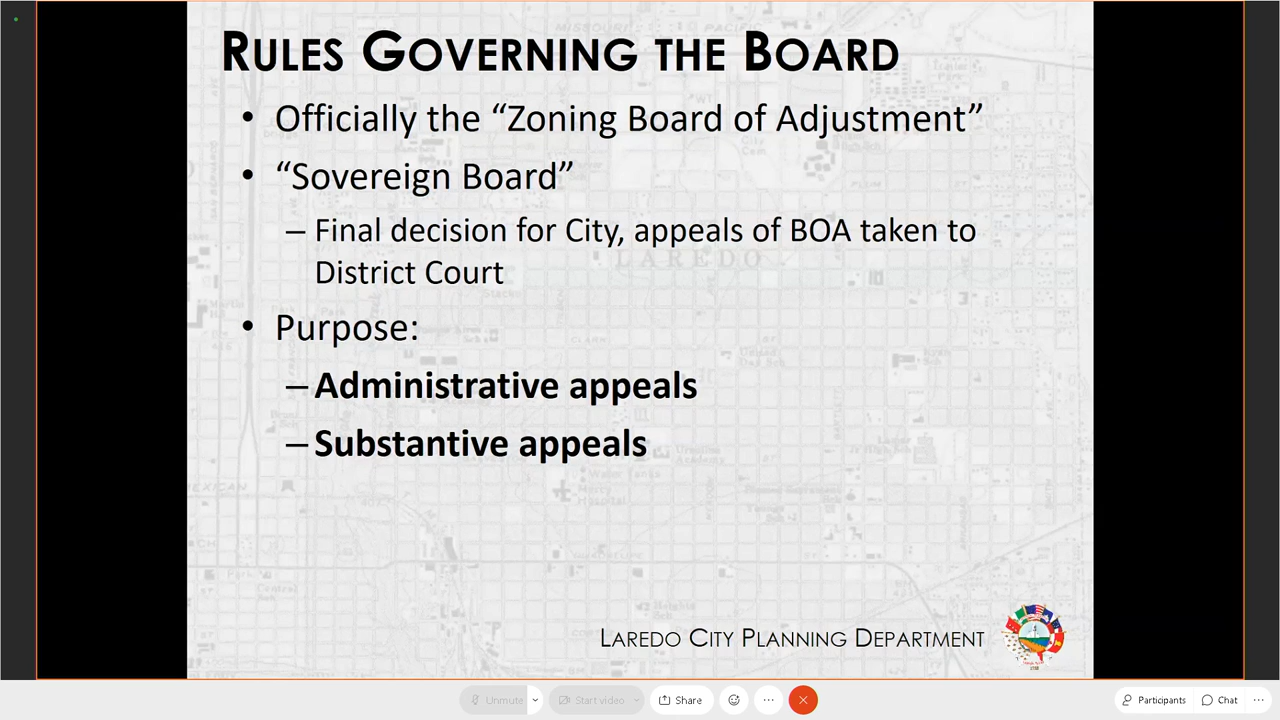 RULES GOVERNING THE BOARD
• Officially the “Zoning Board of Adjustment”
• “Sovereign Board”
– Final decision for City, appeals of BOA taken to
District Court
• Purpose:
– Administrative appeals
– Substantive appeals
LAREDO
LAREDO CITY PLANNING DEPARTMENT
Unmute
Start video
Share
Participants
Chat